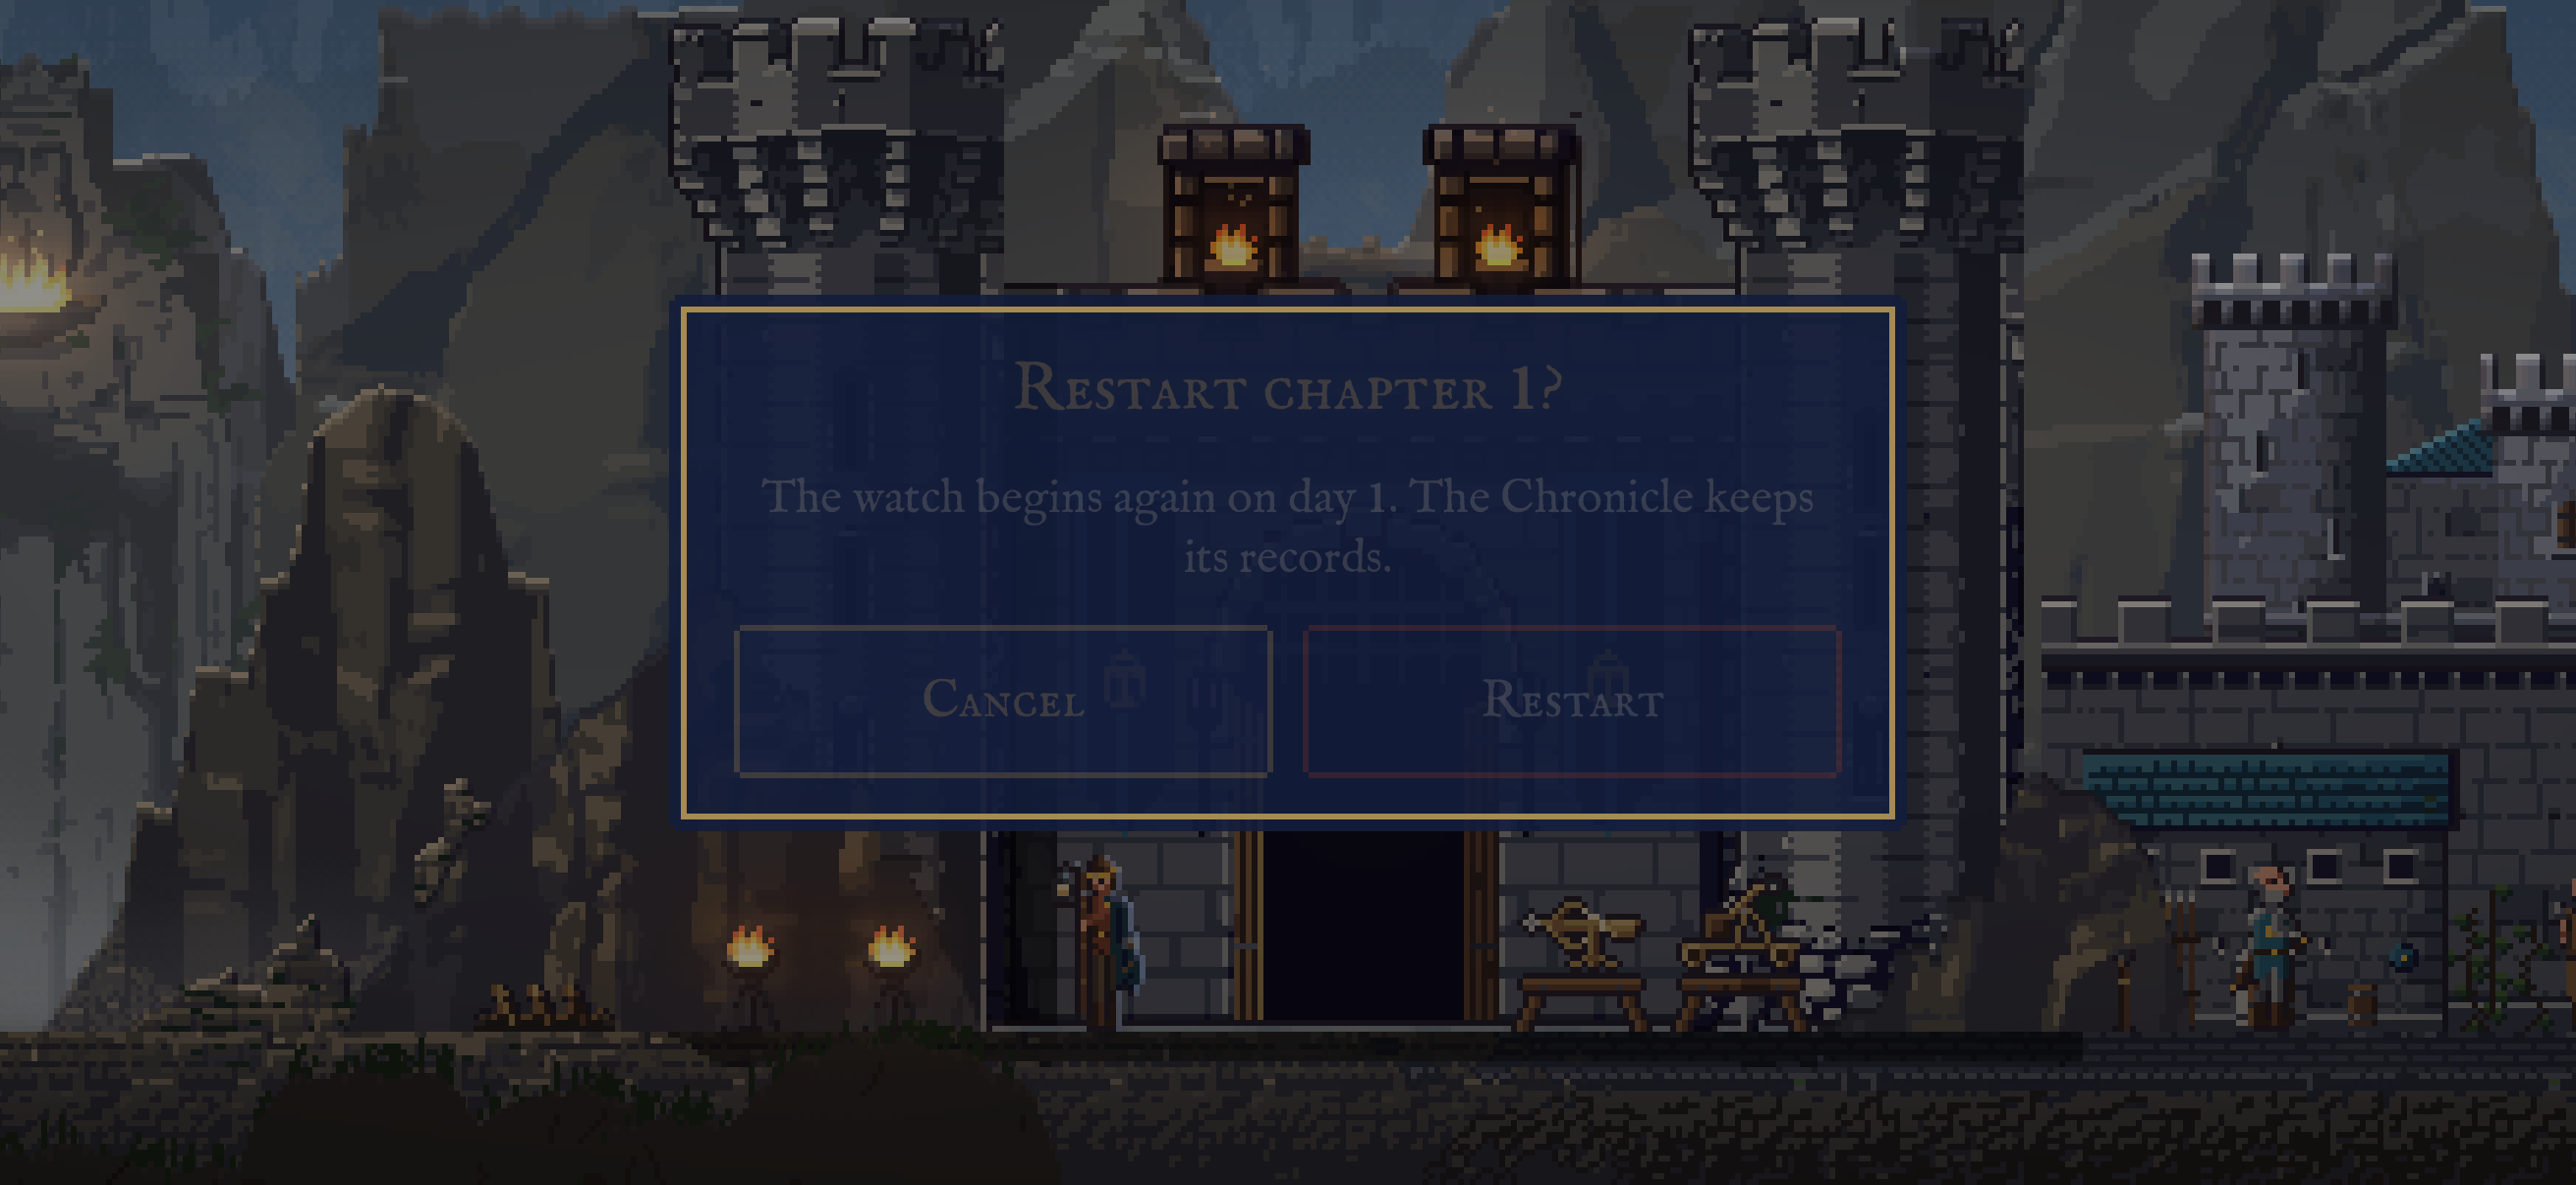 Restart chapter 1?
The watch begins again on day 1. The Chronicle keeps
its records.
Cancel
Restart